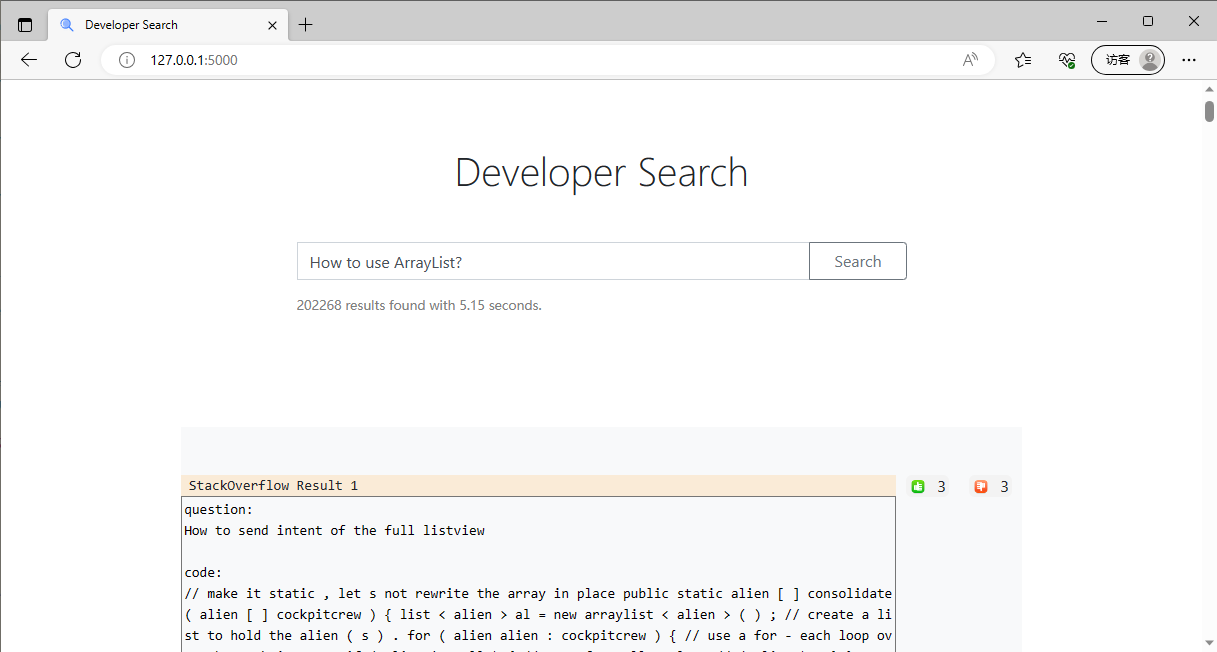 Developer Search
127.0.0.1:5000
访客
Developer Search
How to use ArrayList?
Search
202268 results found with 5.15 seconds.
StackOverflow Result 1
3
3
question:
How to send intent of the full listview
code:
// make it static , let s not rewrite the array in place public static alien [ ] consolidate
( alien [ ] cockpitcrew ) { list < alien > al = new arraylist < alien > ( ) ; // create a li
st to hold the alien ( s ) . for ( alien alien : cockpitcrew ) { // use a for - each loop ov